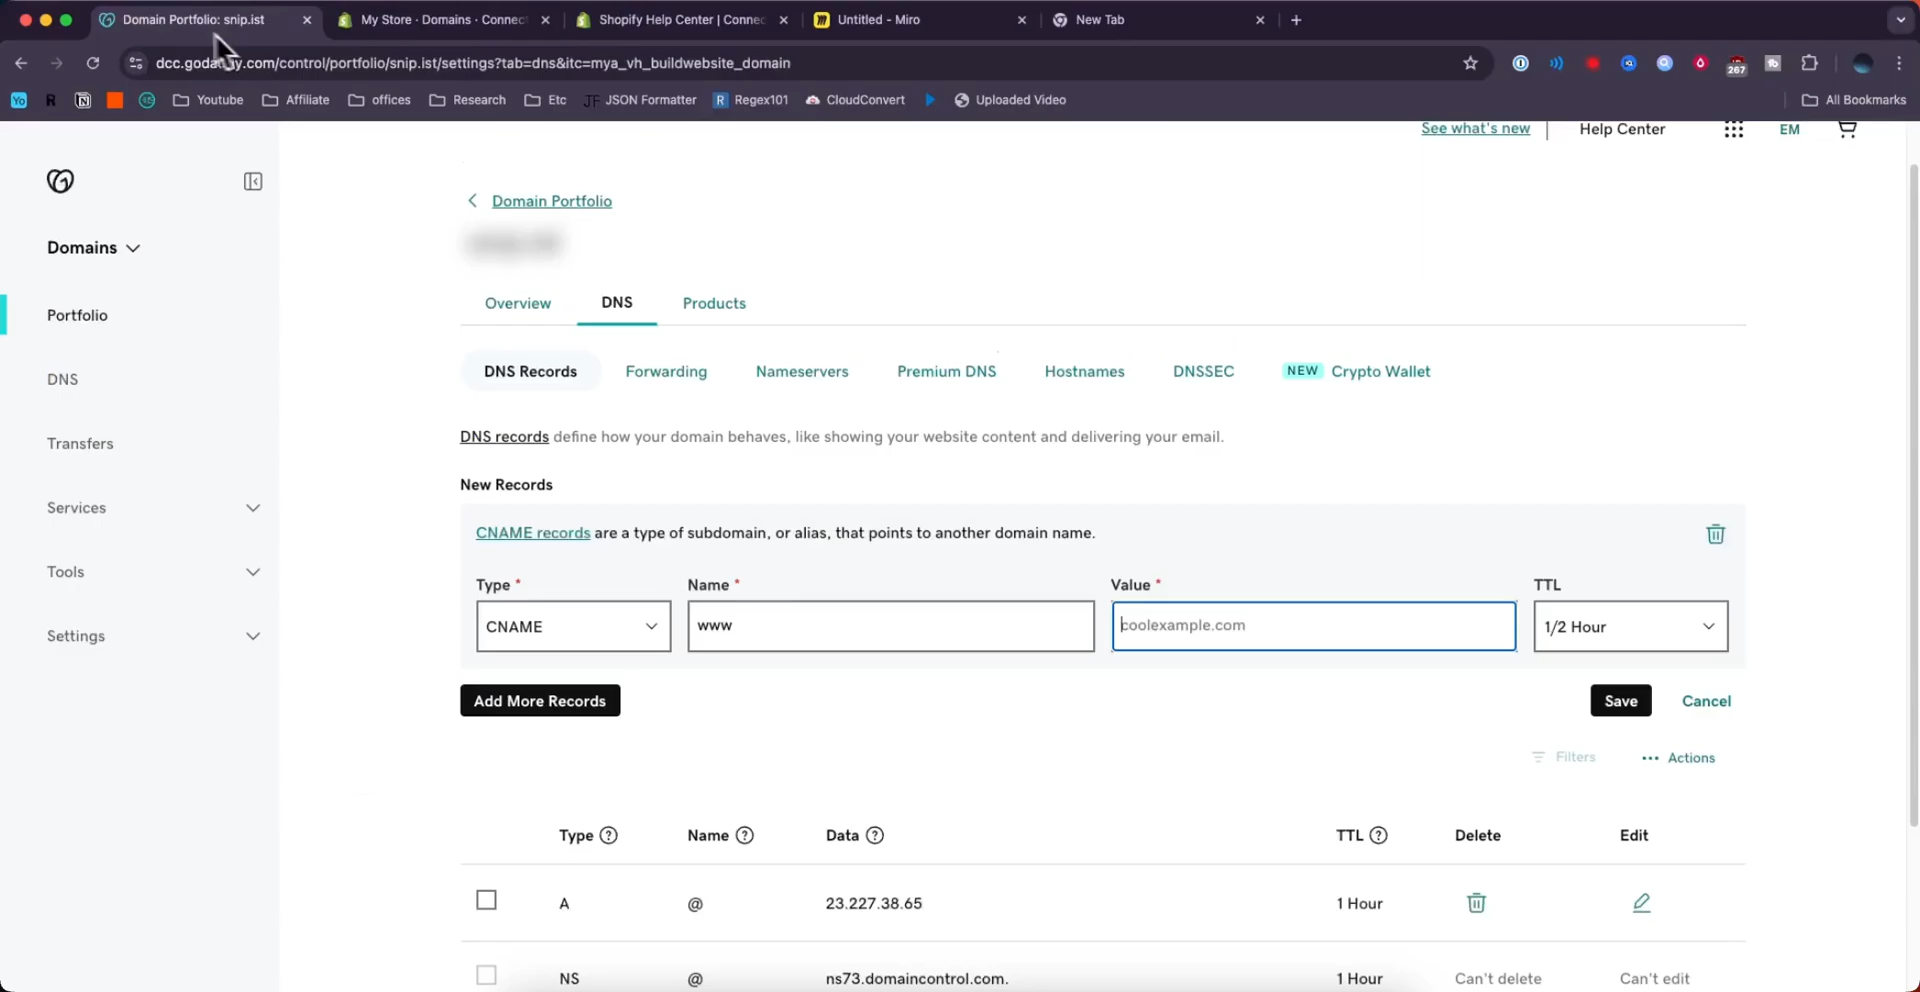 Domain Portfolio: snip.ist
My Store · Domains · Connec
Shopify Help Center | Connec
Untitled - Miro
New Tab
dcc.goda y.com/control/portfolio/snip.ist/settings?tab=dns&itc=mya_vh_buildwebsite_domain
267
Yo
R
Youtube
Affiliate
offices
Research
Etc
JF JSON Formatter
R Regex101
CloudConvert
Uploaded Video
All Bookmarks
See what's new
Help Center
EM
Domain Portfolio
Domains
Portfolio
DNS
Transfers
Services
Tools
Settings
Overview
DNS
Products
DNS Records
Forwarding
Nameservers
Premium DNS
Hostnames
DNSSEC
NEW Crypto Wallet
DNS records define how your domain behaves, like showing your website content and delivering your email.
New Records
CNAME records are a type of subdomain, or alias, that points to another domain name.
Type * Name * Value * TTL
CNAME www coolexample.com 1/2 Hour
Add More Records
Save
Cancel
Filters
Actions
Type Name Data TTL Delete Edit
A @ 23.227.38.65 1 Hour
NS @ ns73.domaincontrol.com. 1 Hour Can't delete Can't edit